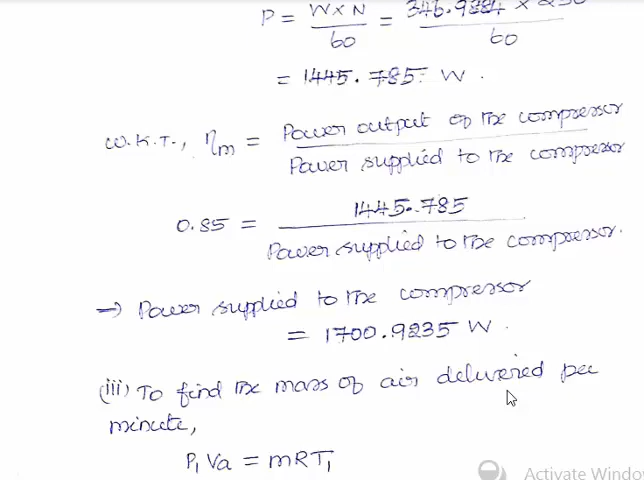 P = W×N/60 = 346.9884 × 250/60
= 1445.785 W.
W.K.T., ηm = Power output of the compressor/Power supplied to the compressor
0.85 = 1445.785/Power supplied to the compressor.
→ Power supplied to the compressor
= 1700.9235 W.
(iii) To find the mass of air delivered per
minute,
P₁Va = mRT₁
Activate Windo